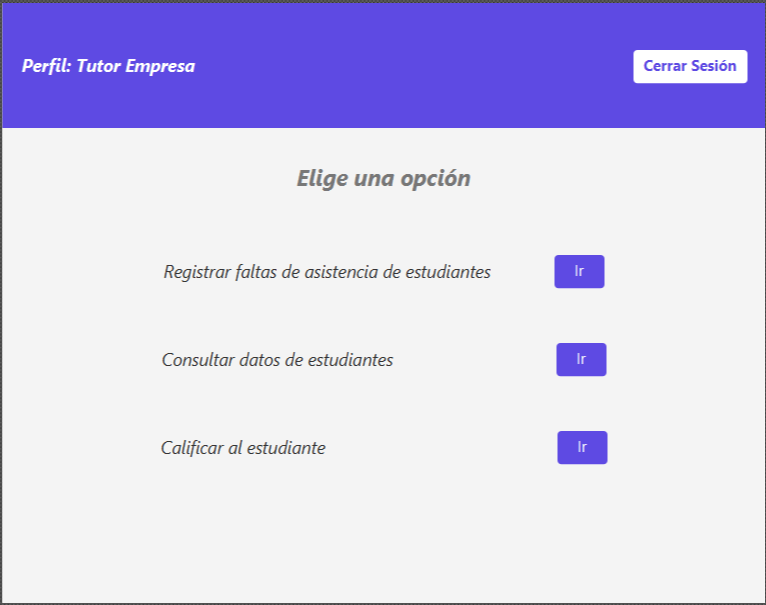 Perfil: Tutor Empresa
Cerrar Sesión
Elige una opción
Registrar faltas de asistencia de estudiantes
Ir
Consultar datos de estudiantes
Ir
Calificar al estudiante
Ir